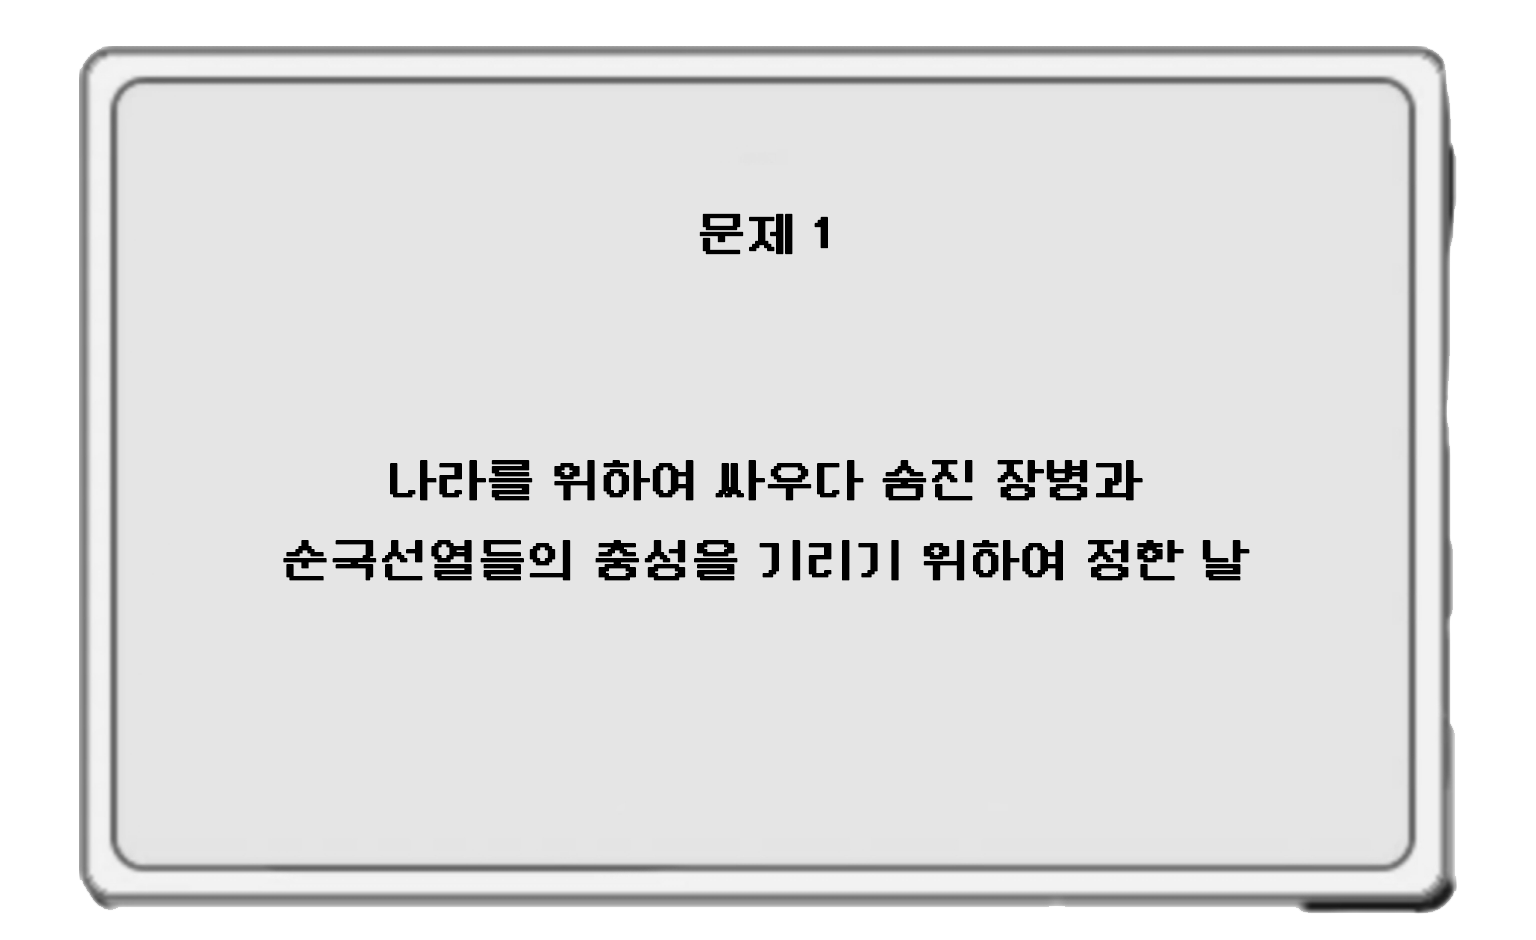 문제 1
나라를 위하여 싸우다 숨진 장병과
순국선열들의 충성을 기리기 위하여 정한 날